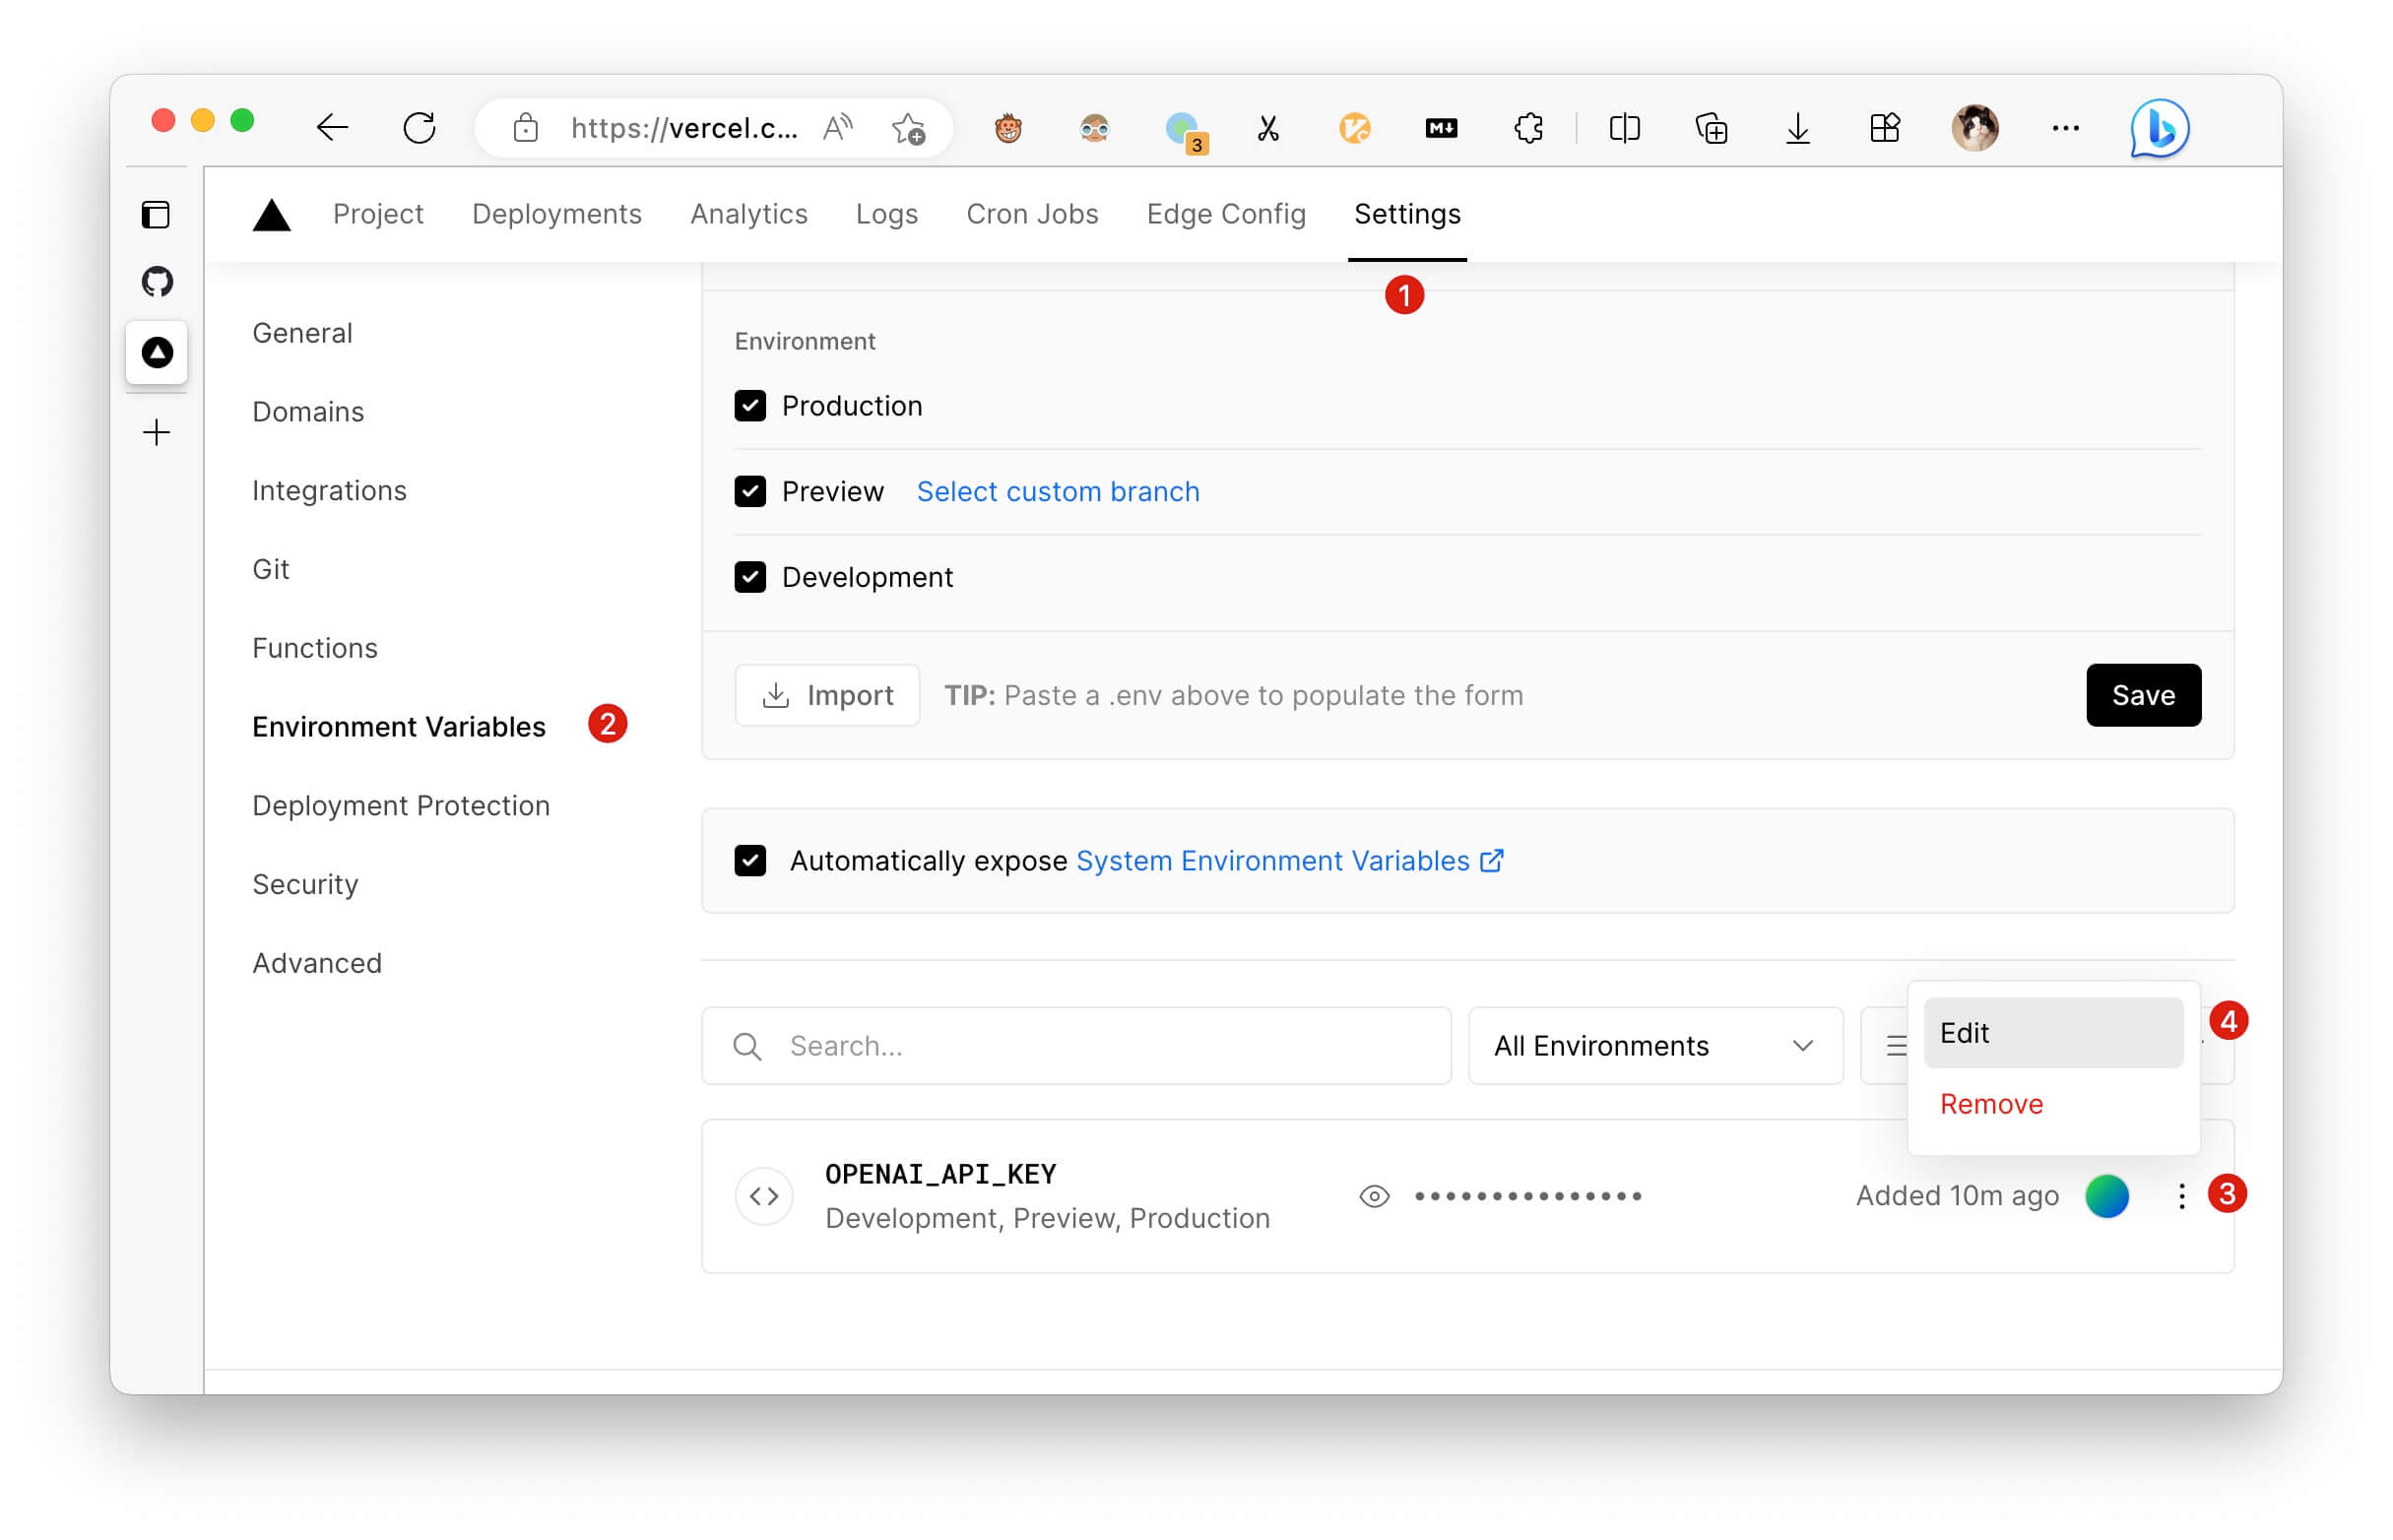 https://vercel.c...
3
Project Deployments Analytics Logs Cron Jobs Edge Config Settings
1
General
Domains
Integrations
Git
Functions
Environment Variables 2
Deployment Protection
Security
Advanced
Environment
Production
Preview Select custom branch
Development
Import TIP: Paste a .env above to populate the form Save
Automatically expose System Environment Variables
Search...
All Environments
Edit 4
Remove
OPENAI_API_KEY
Development, Preview, Production
••••••••••••••• Added 10m ago 3